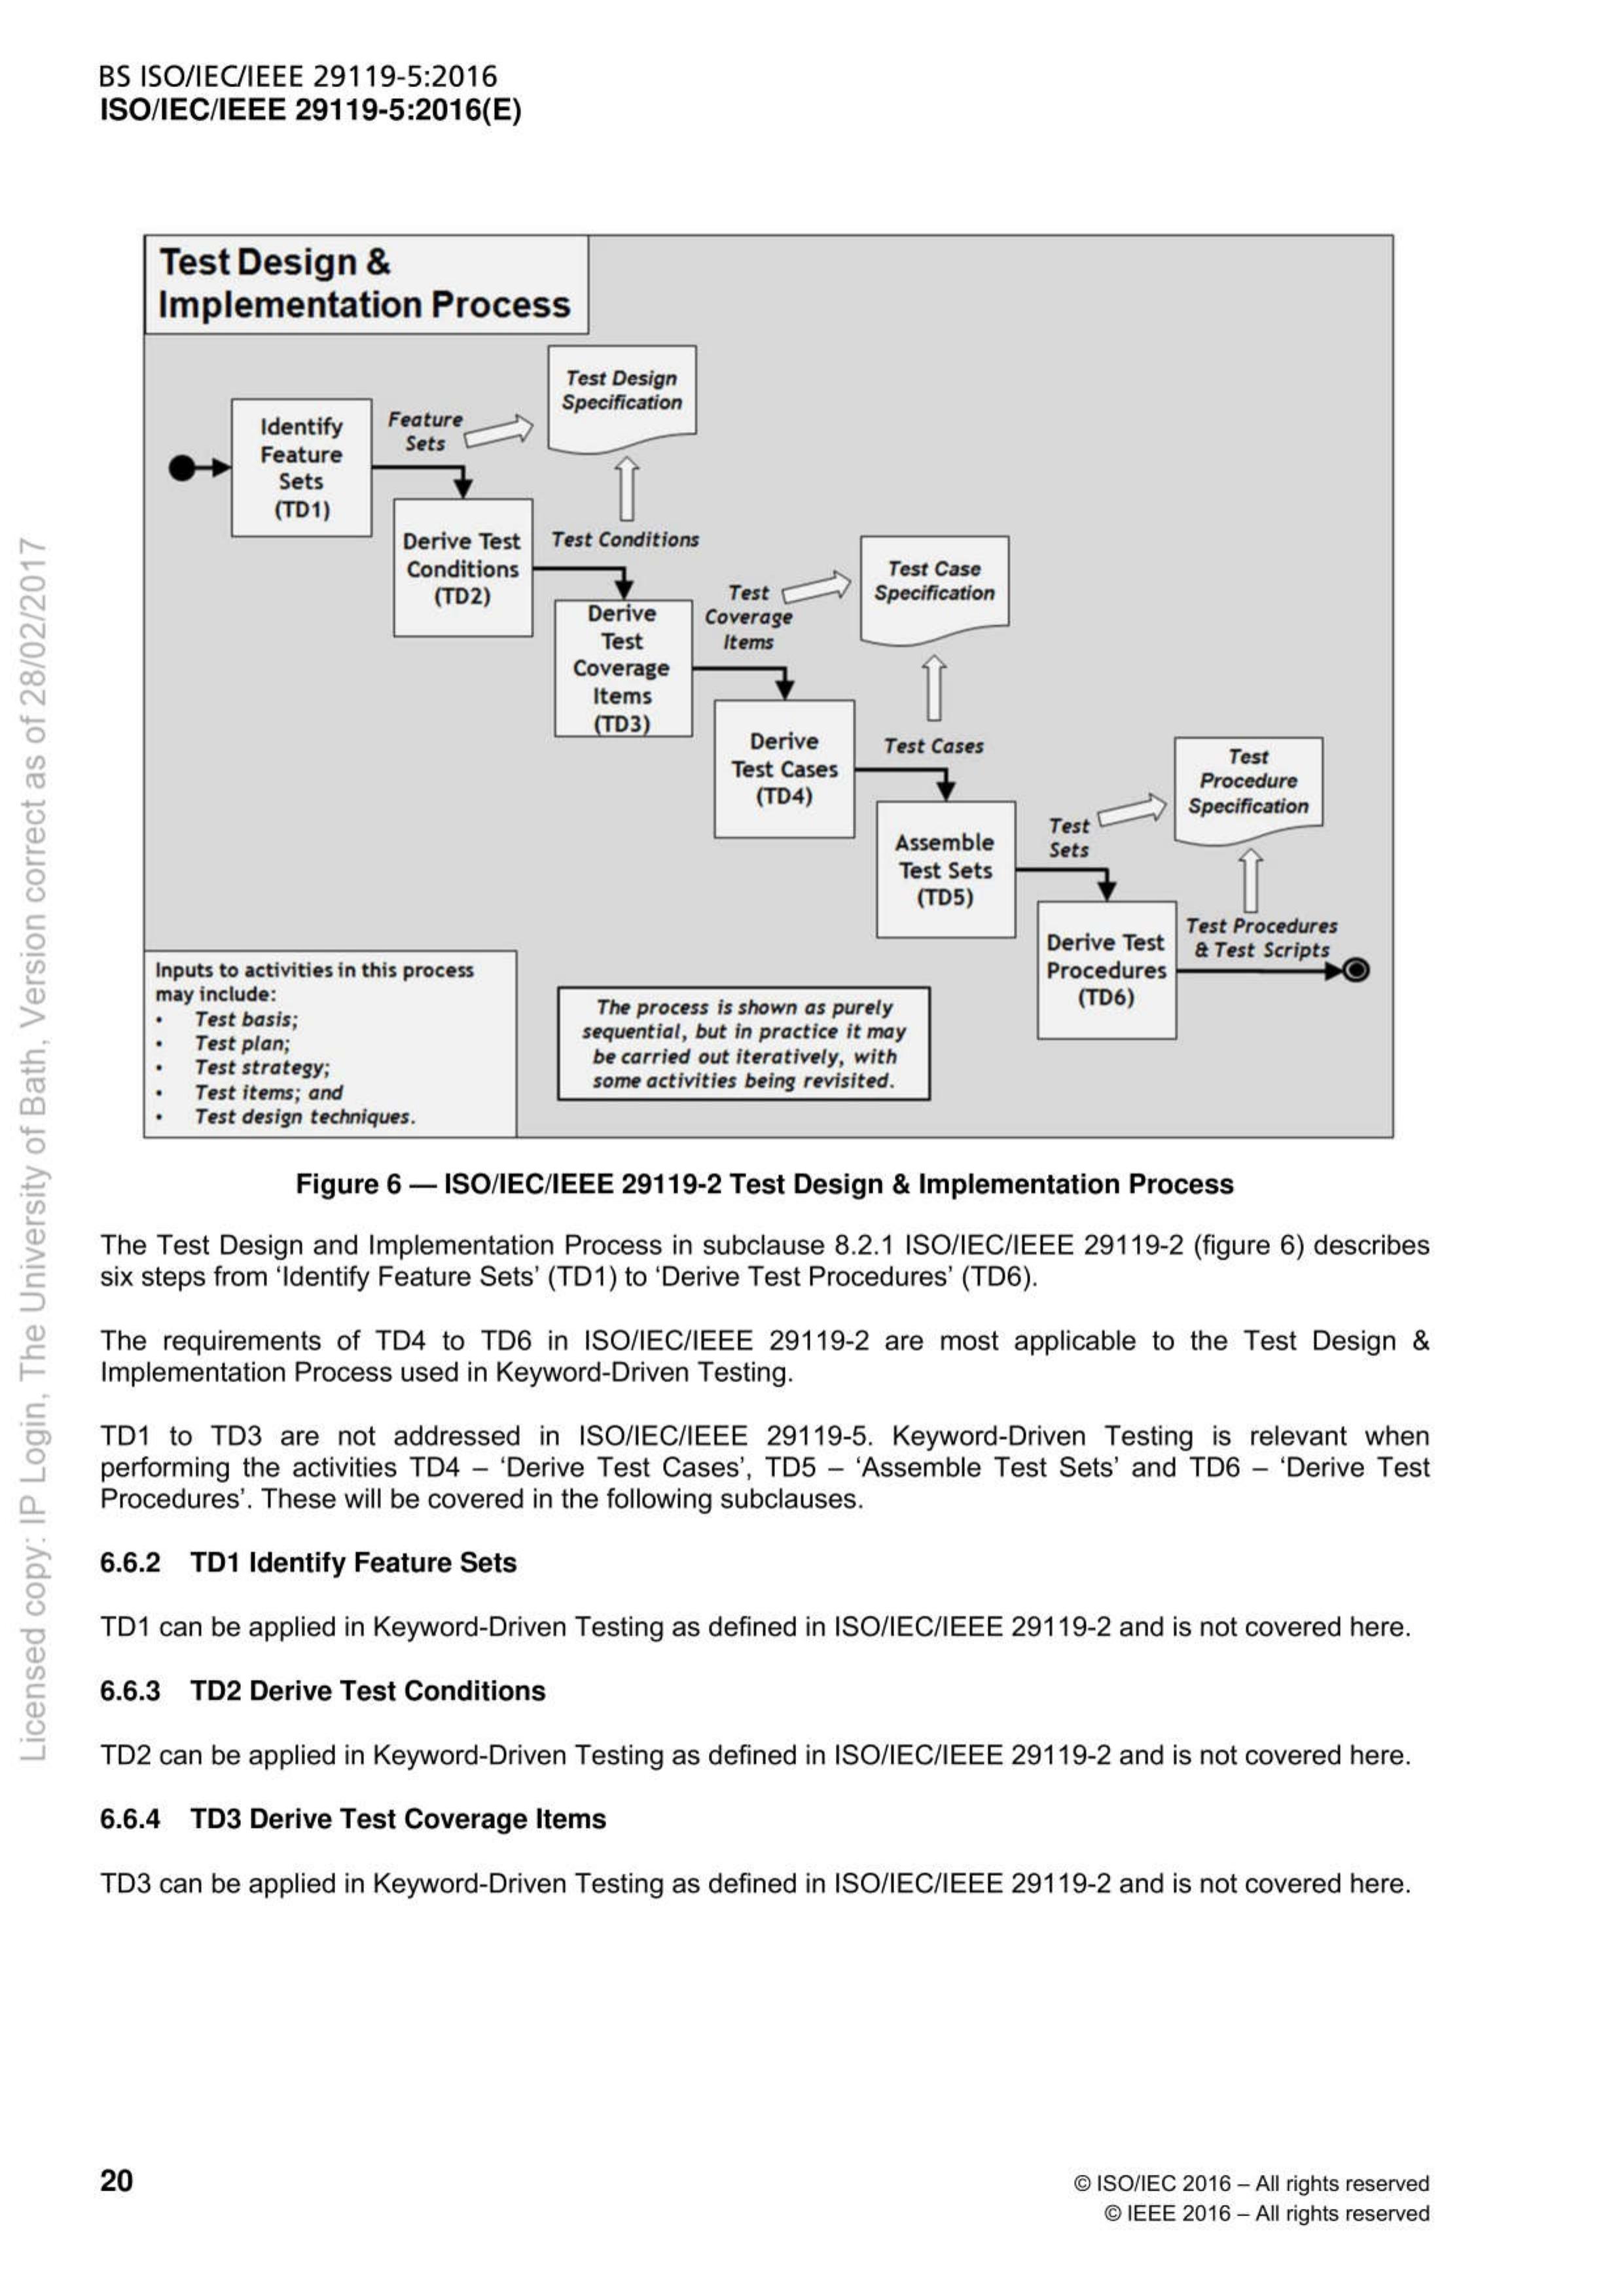 BS ISO/IEC/IEEE 29119-5:2016
ISO/IEC/IEEE 29119-5:2016(E)
Licensed copy: IP Login, The University of Bath, Version correct as of 28/02/2017
Test Design &
Implementation Process
Identify
Feature
Sets
(TD1)
Feature
Sets
Test Design
Specification
Derive Test
Conditions
(TD2)
Test Conditions
Derive
Test
Coverage
Items
(TD3)
Test
Coverage
Items
Test Case
Specification
Derive
Test Cases
(TD4)
Test Cases
Assemble
Test Sets
(TD5)
Test
Sets
Test
Procedure
Specification
Derive Test
Procedures
(TD6)
Test Procedures
& Test Scripts
Inputs to activities in this process
may include:
• Test basis;
• Test plan;
• Test strategy;
• Test items; and
• Test design techniques.
The process is shown as purely
sequential, but in practice it may
be carried out iteratively, with
some activities being revisited.
Figure 6 — ISO/IEC/IEEE 29119-2 Test Design & Implementation Process
The Test Design and Implementation Process in subclause 8.2.1 ISO/IEC/IEEE 29119-2 (figure 6) describes
six steps from ‘Identify Feature Sets’ (TD1) to ‘Derive Test Procedures’ (TD6).
The requirements of TD4 to TD6 in ISO/IEC/IEEE 29119-2 are most applicable to the Test Design &
Implementation Process used in Keyword-Driven Testing.
TD1 to TD3 are not addressed in ISO/IEC/IEEE 29119-5. Keyword-Driven Testing is relevant when
performing the activities TD4 – ‘Derive Test Cases’, TD5 – ‘Assemble Test Sets’ and TD6 – ‘Derive Test
Procedures’. These will be covered in the following subclauses.
6.6.2 TD1 Identify Feature Sets
TD1 can be applied in Keyword-Driven Testing as defined in ISO/IEC/IEEE 29119-2 and is not covered here.
6.6.3 TD2 Derive Test Conditions
TD2 can be applied in Keyword-Driven Testing as defined in ISO/IEC/IEEE 29119-2 and is not covered here.
6.6.4 TD3 Derive Test Coverage Items
TD3 can be applied in Keyword-Driven Testing as defined in ISO/IEC/IEEE 29119-2 and is not covered here.
20
© ISO/IEC 2016 – All rights reserved
© IEEE 2016 – All rights reserved